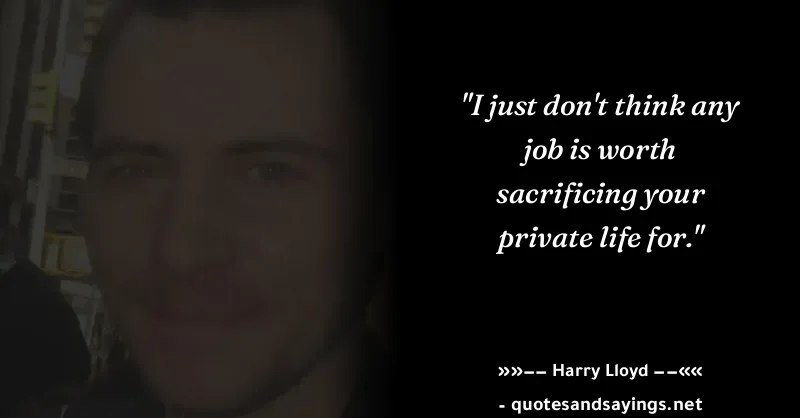 "I just don't think any
job is worth
sacrificing your
private life for."
»»−− Harry Lloyd −−««
- quotesandsayings.net